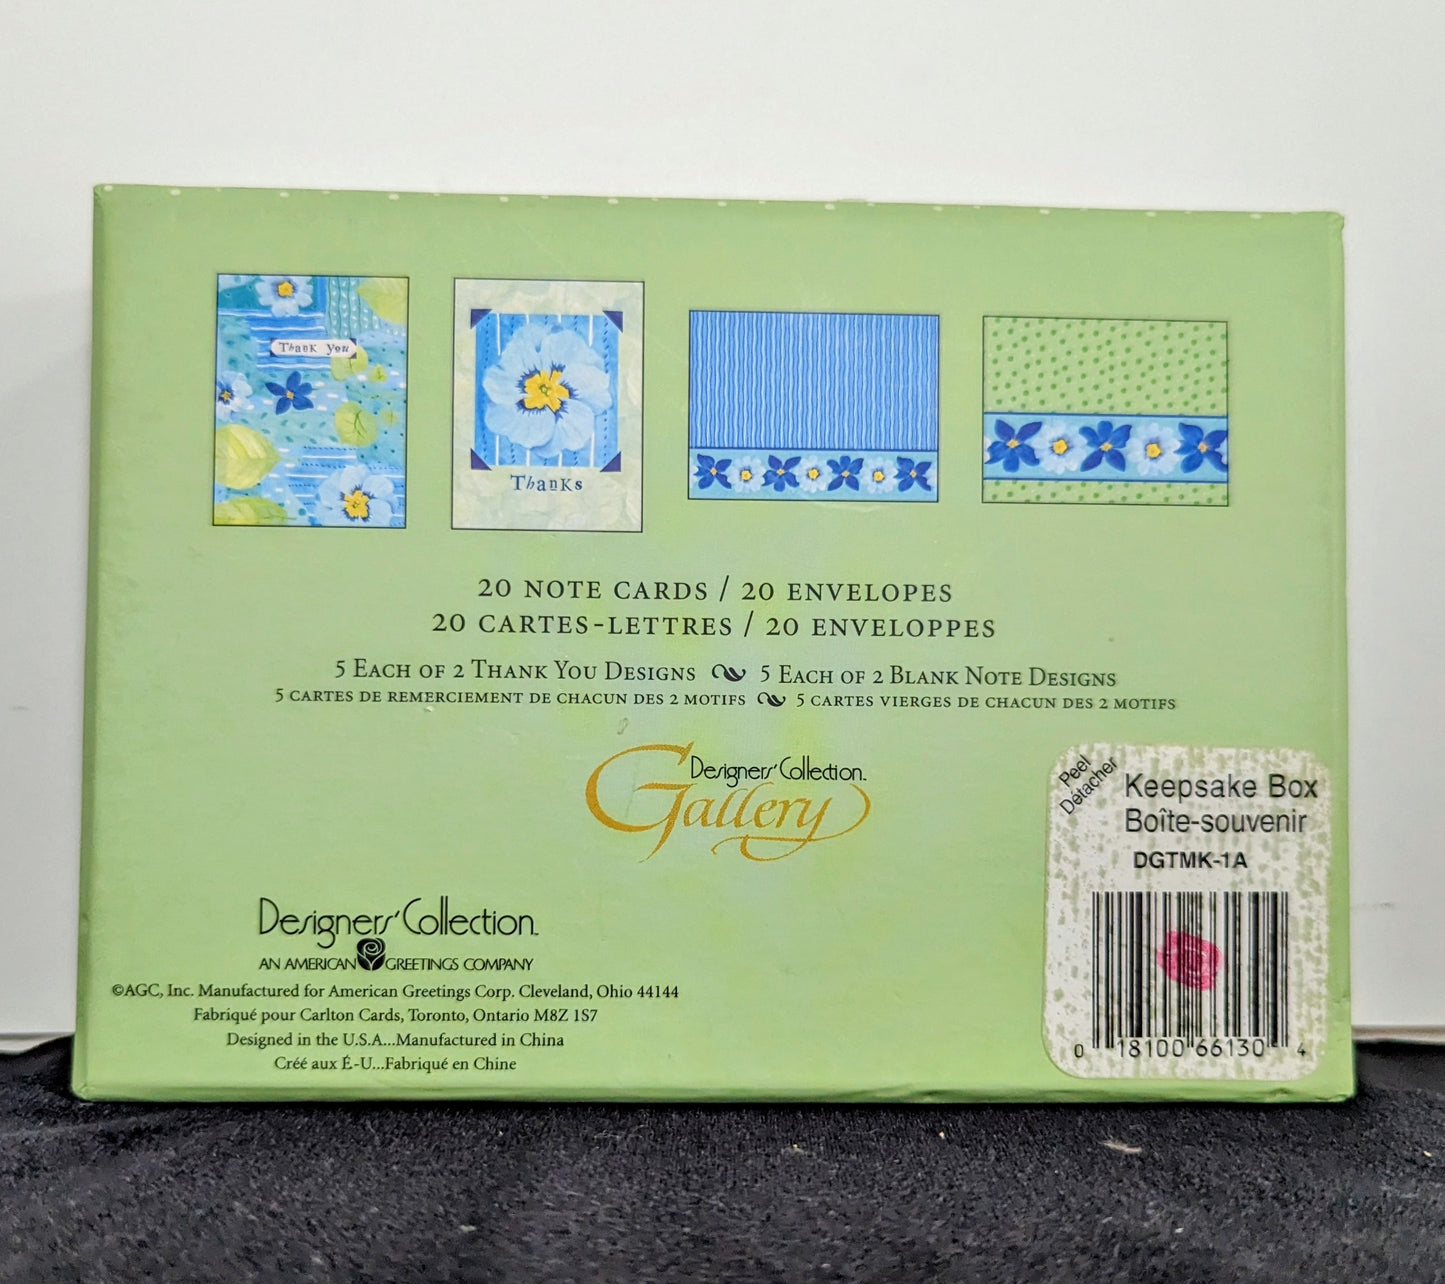 Thank you
Thanks
20 NOTE CARDS / 20 ENVELOPES
20 CARTES-LETTRES / 20 ENVELOPPES
5 EACH OF 2 THANK YOU DESIGNS 5 EACH OF 2 BLANK NOTE DESIGNS
5 CARTES DE REMERCIEMENT DE CHACUN DES 2 MOTIFS 5 CARTES VIERGES DE CHACUN DES 2 MOTIFS
Designers' Collection™
Gallery
Peel
Détacher
Keepsake Box
Boîte-souvenir
DGTMK-1A
0 18100 66130 4
Designers' Collection™
AN AMERICAN GREETINGS COMPANY
©AGC, Inc. Manufactured for American Greetings Corp. Cleveland, Ohio 44144
Fabriqué pour Carlton Cards, Toronto, Ontario M8Z 1S7
Designed in the U.S.A...Manufactured in China
Créé aux É-U...Fabriqué en Chine